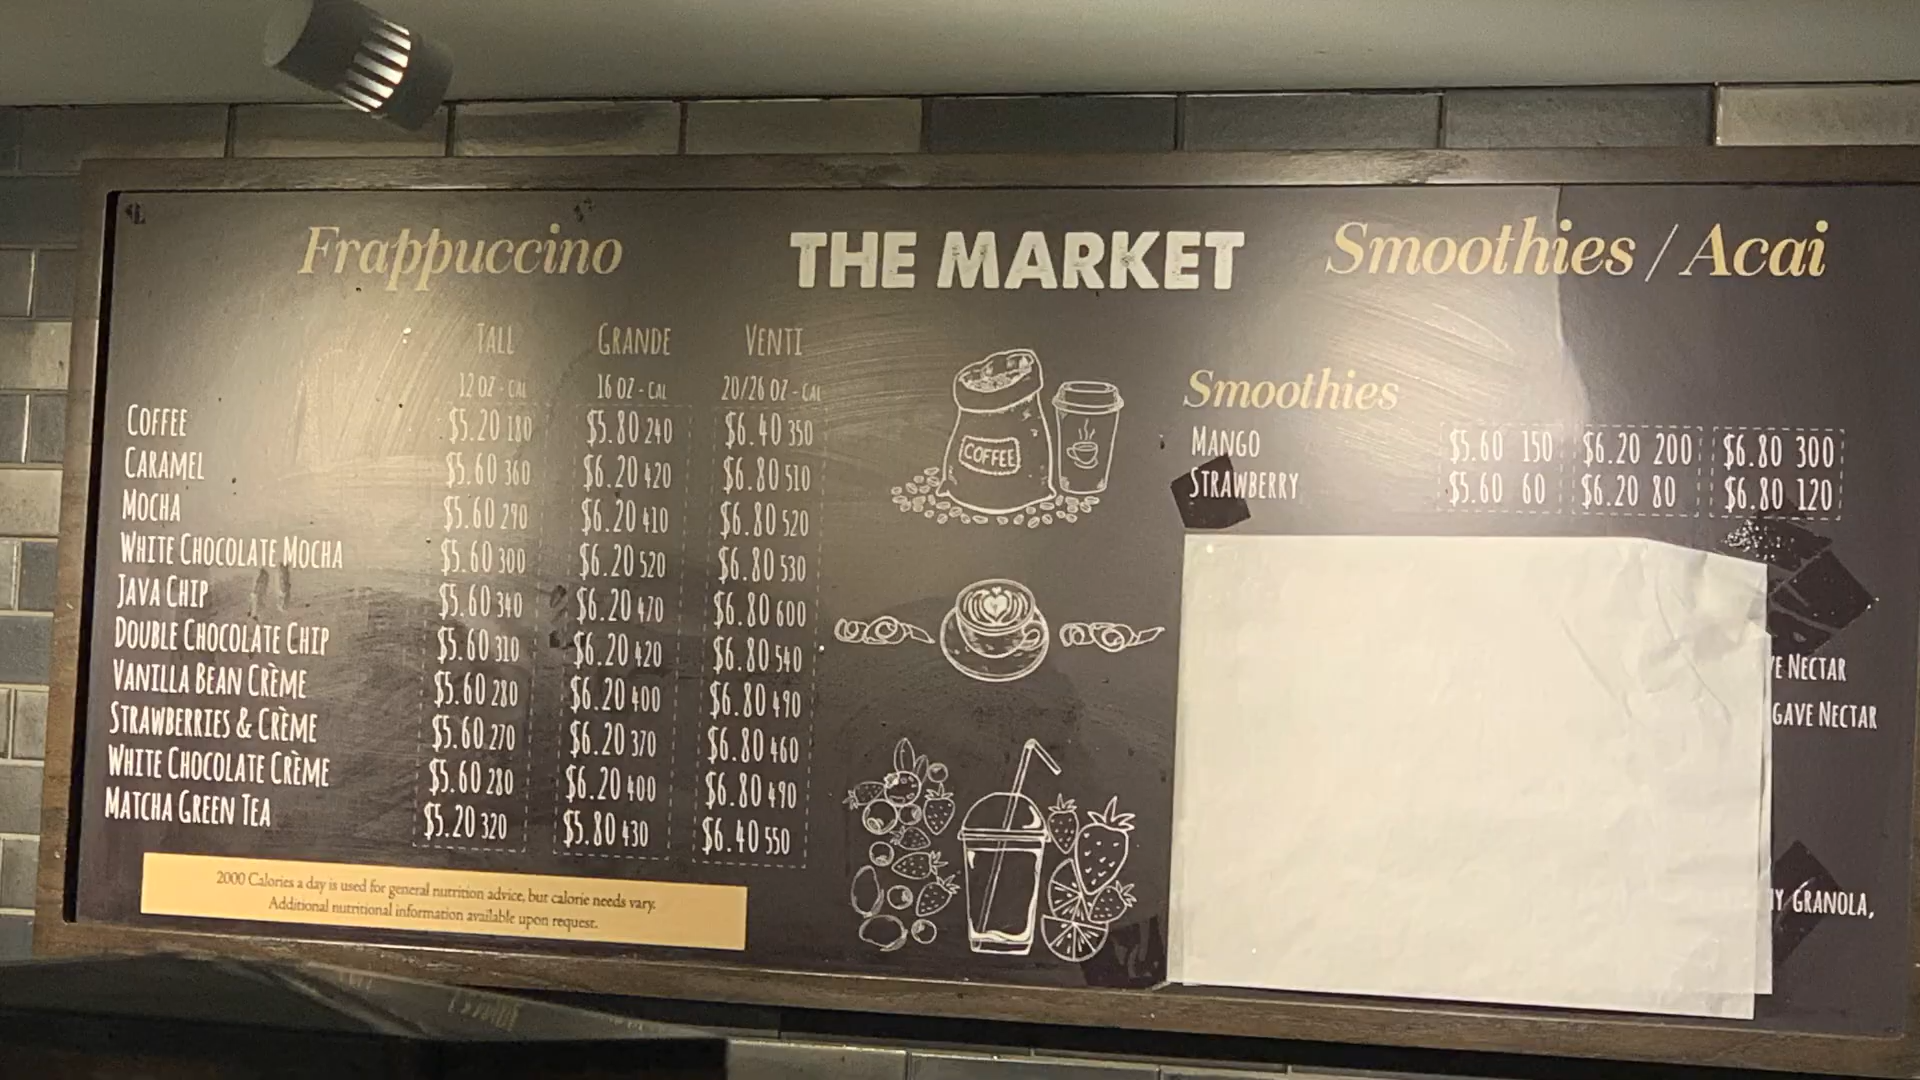 Frappuccino
THE MARKET
Smoothies / Acai
TALL GRANDE VENTI
12 OZ - CAL 16 OZ - CAL 20/26 OZ - CAL
COFFEE $5.20 180 $5.80 240 $6.40 350
CARAMEL $5.60 360 $6.20 420 $6.80 510
MOCHA $5.60 290 $6.20 410 $6.80 520
WHITE CHOCOLATE MOCHA $5.60 300 $6.20 520 $6.80 530
JAVA CHIP $5.60 340 $6.20 470 $6.80 600
DOUBLE CHOCOLATE CHIP $5.60 310 $6.20 420 $6.80 540
VANILLA BEAN CRÈME $5.60 280 $6.20 400 $6.80 490
STRAWBERRIES & CRÈME $5.60 270 $6.20 370 $6.80 460
WHITE CHOCOLATE CRÈME $5.60 280 $6.20 400 $6.80 490
MATCHA GREEN TEA $5.20 320 $5.80 430 $6.40 550
2000 Calories a day is used for general nutrition advice, but calorie needs vary.
Additional nutritional information available upon request.
COFFEE
Smoothies
MANGO $5.60 150 $6.20 200 $6.80 300
STRAWBERRY $5.60 60 $6.20 80 $6.80 120
NECTAR
GAVE NECTAR
GRANOLA,